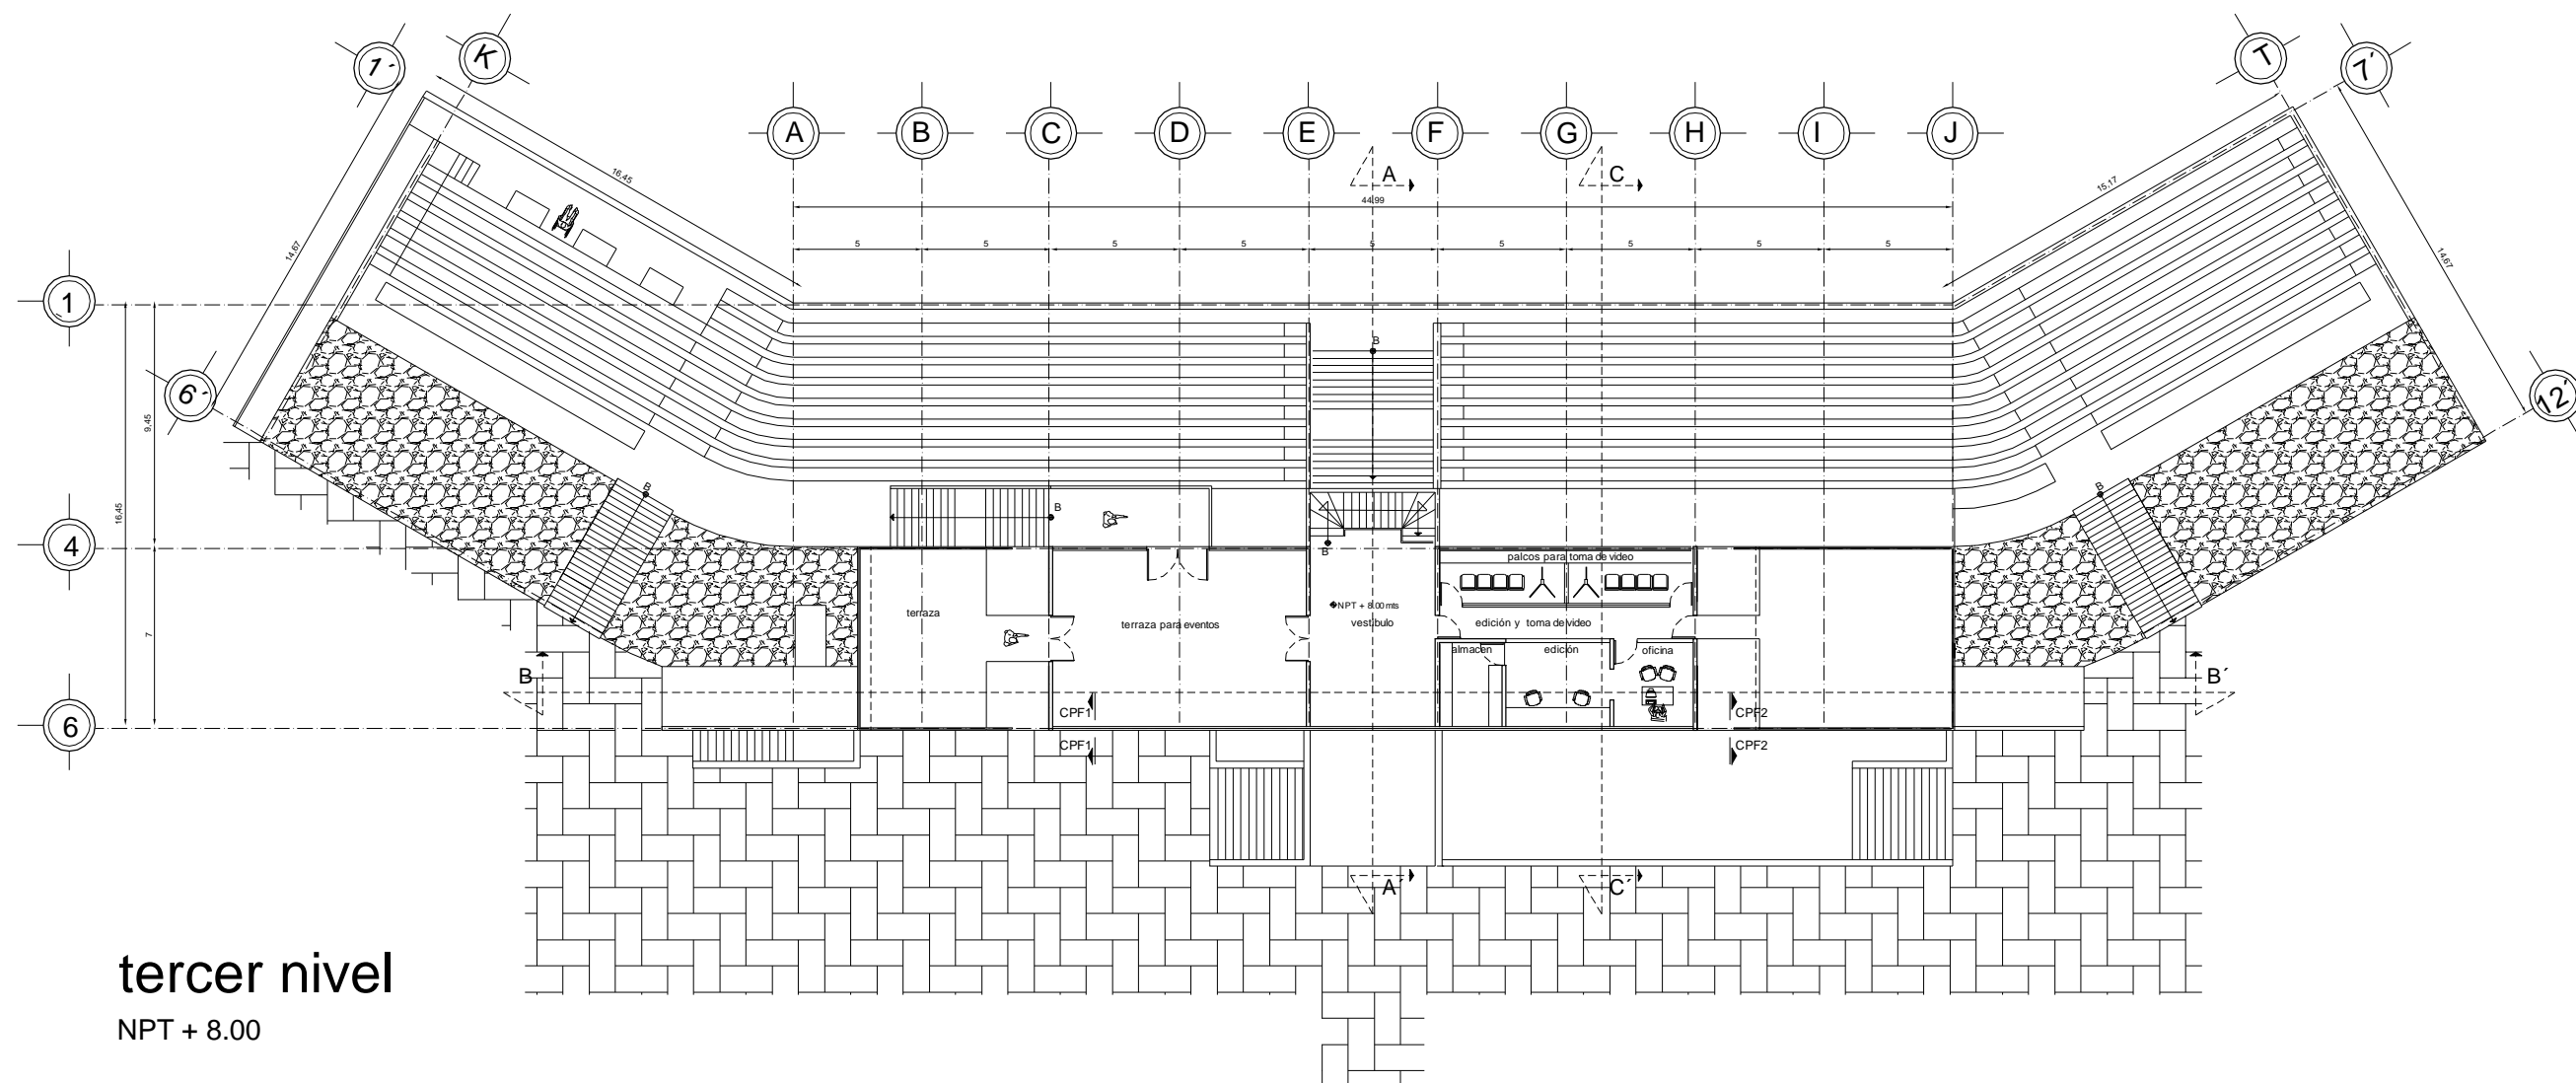 1´
K
T
7´
A
B
C
D
E
F
G
H
I
J
A
C
16,45
15,17
44,99
5
5
5
5
5
5
5
5
5
14,67
14,67
1
B
6´
12´
9,45
16,45
B
B
B
4
B
palcos para toma de video
7
terraza
terraza para eventos
NPT + 8.00 mts
vestíbulo
edición y toma de video
almacen
edición
oficina
B
B´
CPF1
CPF2
6
CPF1
CPF2
A´
C´
tercer nivel
NPT + 8.00